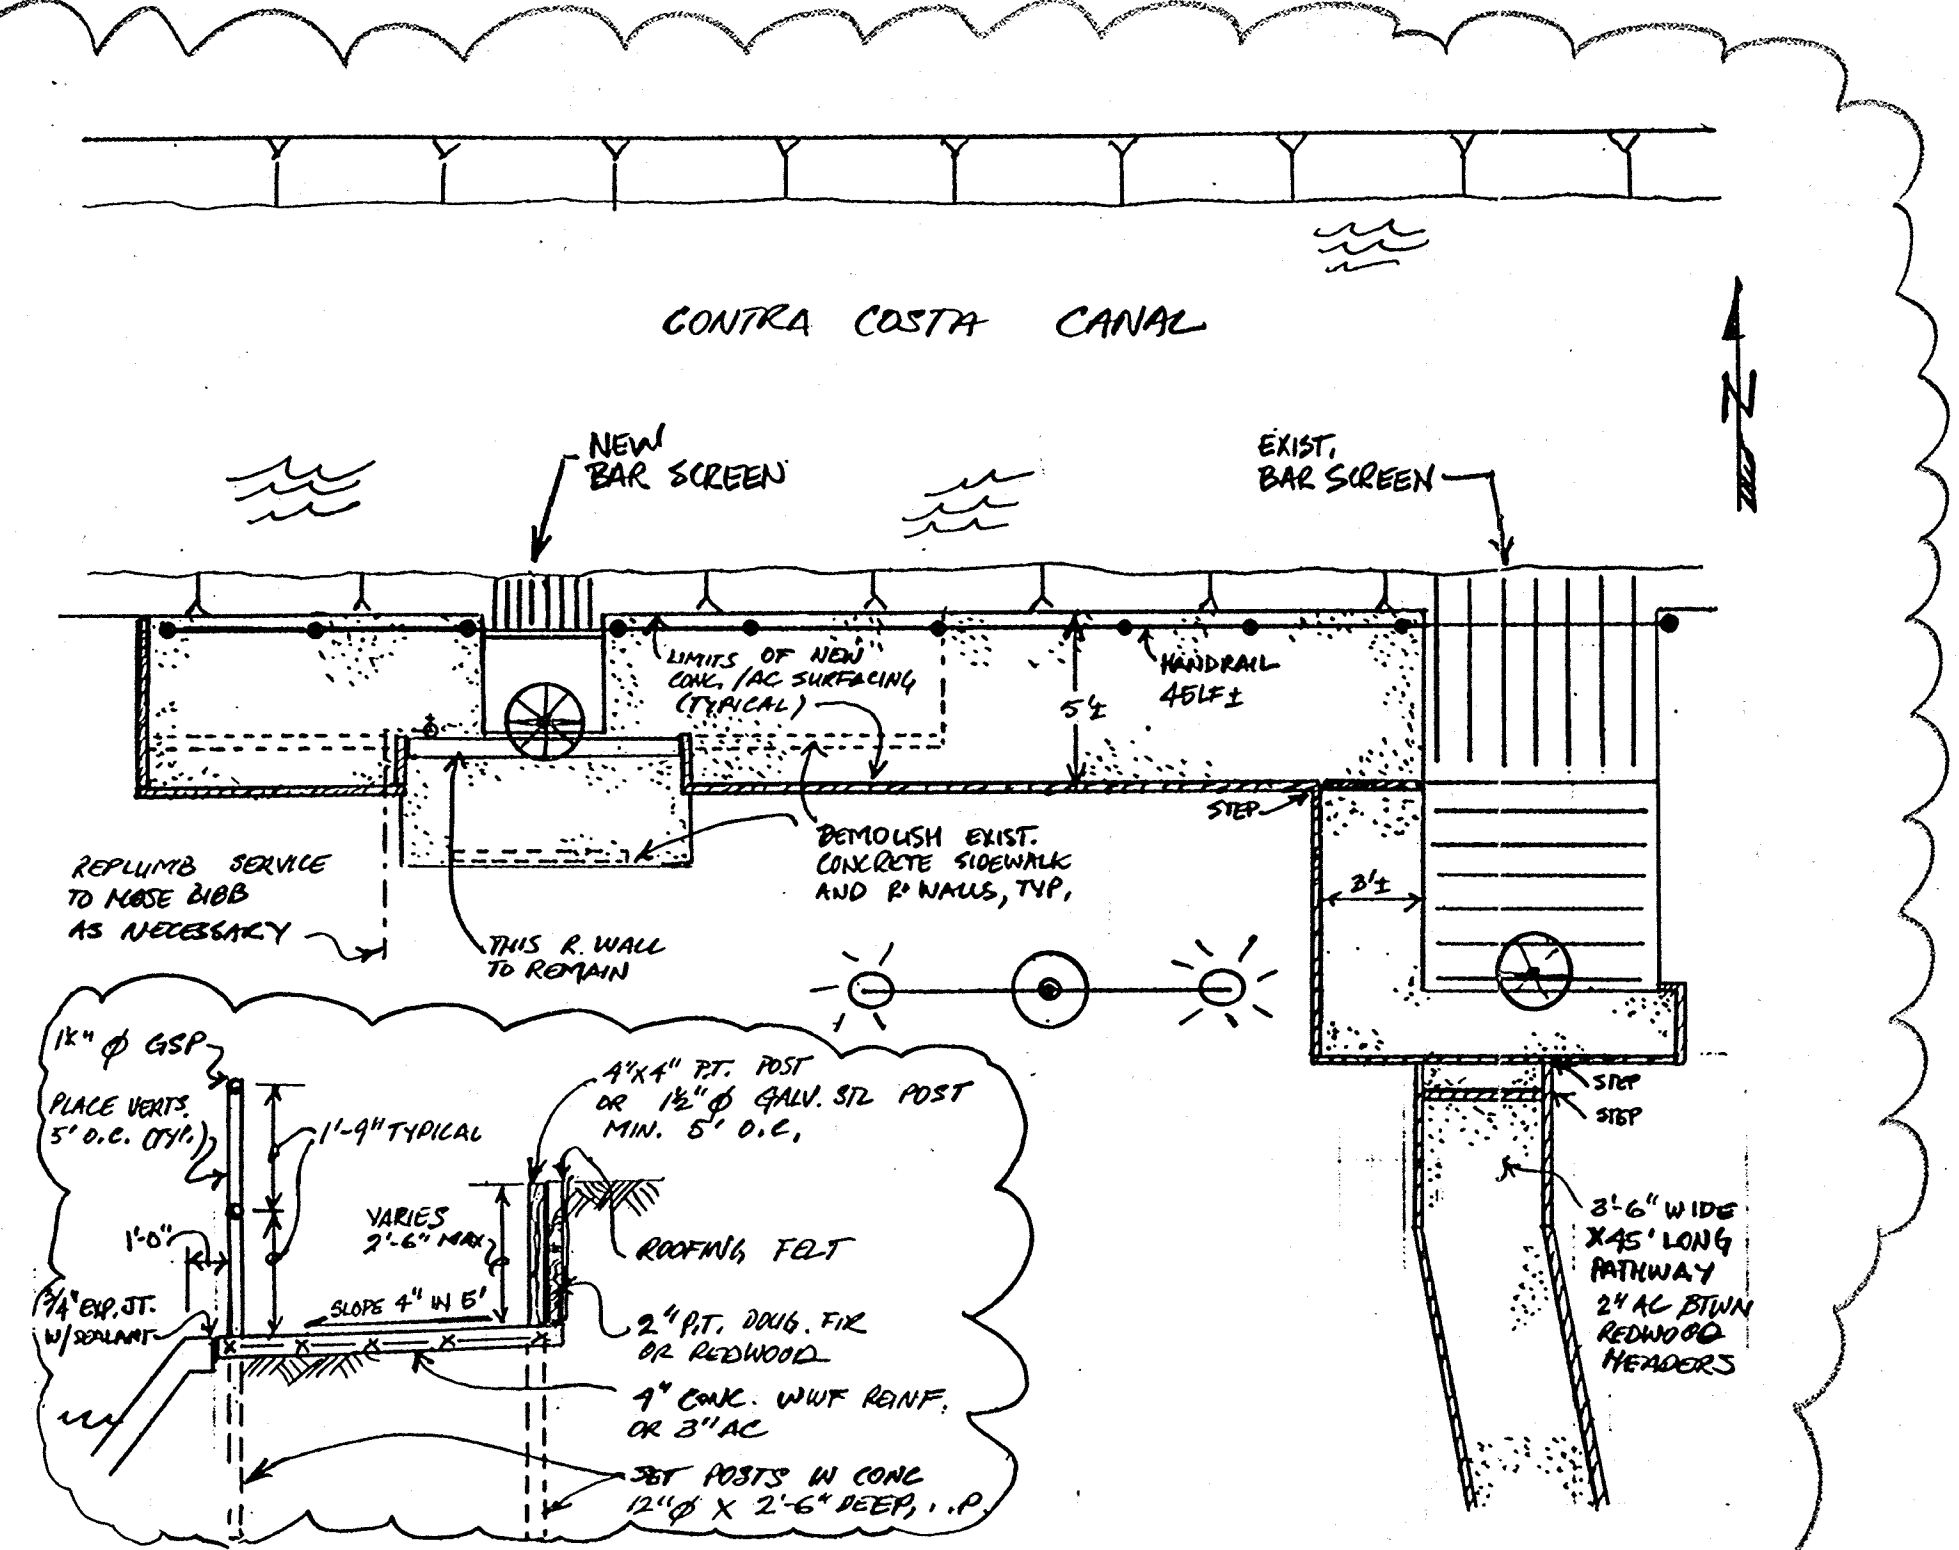 CONTRA COSTA CANAL
N
NEW
BAR SCREEN
EXIST.
BAR SCREEN
LIMITS OF NEW
CONC./AC SURFACING
(TYPICAL)
5'±
HANDRAIL
45LF±
STEP
3'±
DEMOLISH EXIST.
CONCRETE SIDEWALK
AND R. WALLS, TYP.
REPLUMB SERVICE
TO MOVE BIBB
AS NECESSARY
THIS R. WALL
TO REMAIN
STEP
STEP
3'-6" WIDE
X 45' LONG
PATHWAY
2" AC BTWN
REDWOOD
HEADERS
Ø GSP
PLACE VERTS.
5' O.C. (TYP.)
1'-9" TYPICAL
1'-0"
3/4" EXP. JT.
W/SEALANT
VARIES
2'-6" MAX
SLOPE 4" IN 5'
4"X4" P.T. POST
OR 1½" Ø GALV. STL POST
MIN. 5' O.C.
ROOFING FELT
2" P.T. DOUG. FIR
OR REDWOOD
4" CONC. WWF REINF.
OR 3" AC
SET POSTS IN CONC
12" Ø X 2'-6" DEEP,